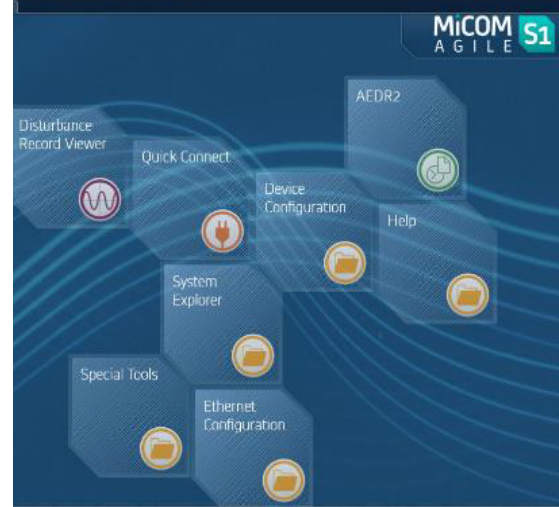 MiCOM
AGILE
S1
AEDR2
Disturbance
Record Viewer
Quick Connect
Device
Configuration
Help
System
Explorer
Special Tools
Ethernet
Configuration